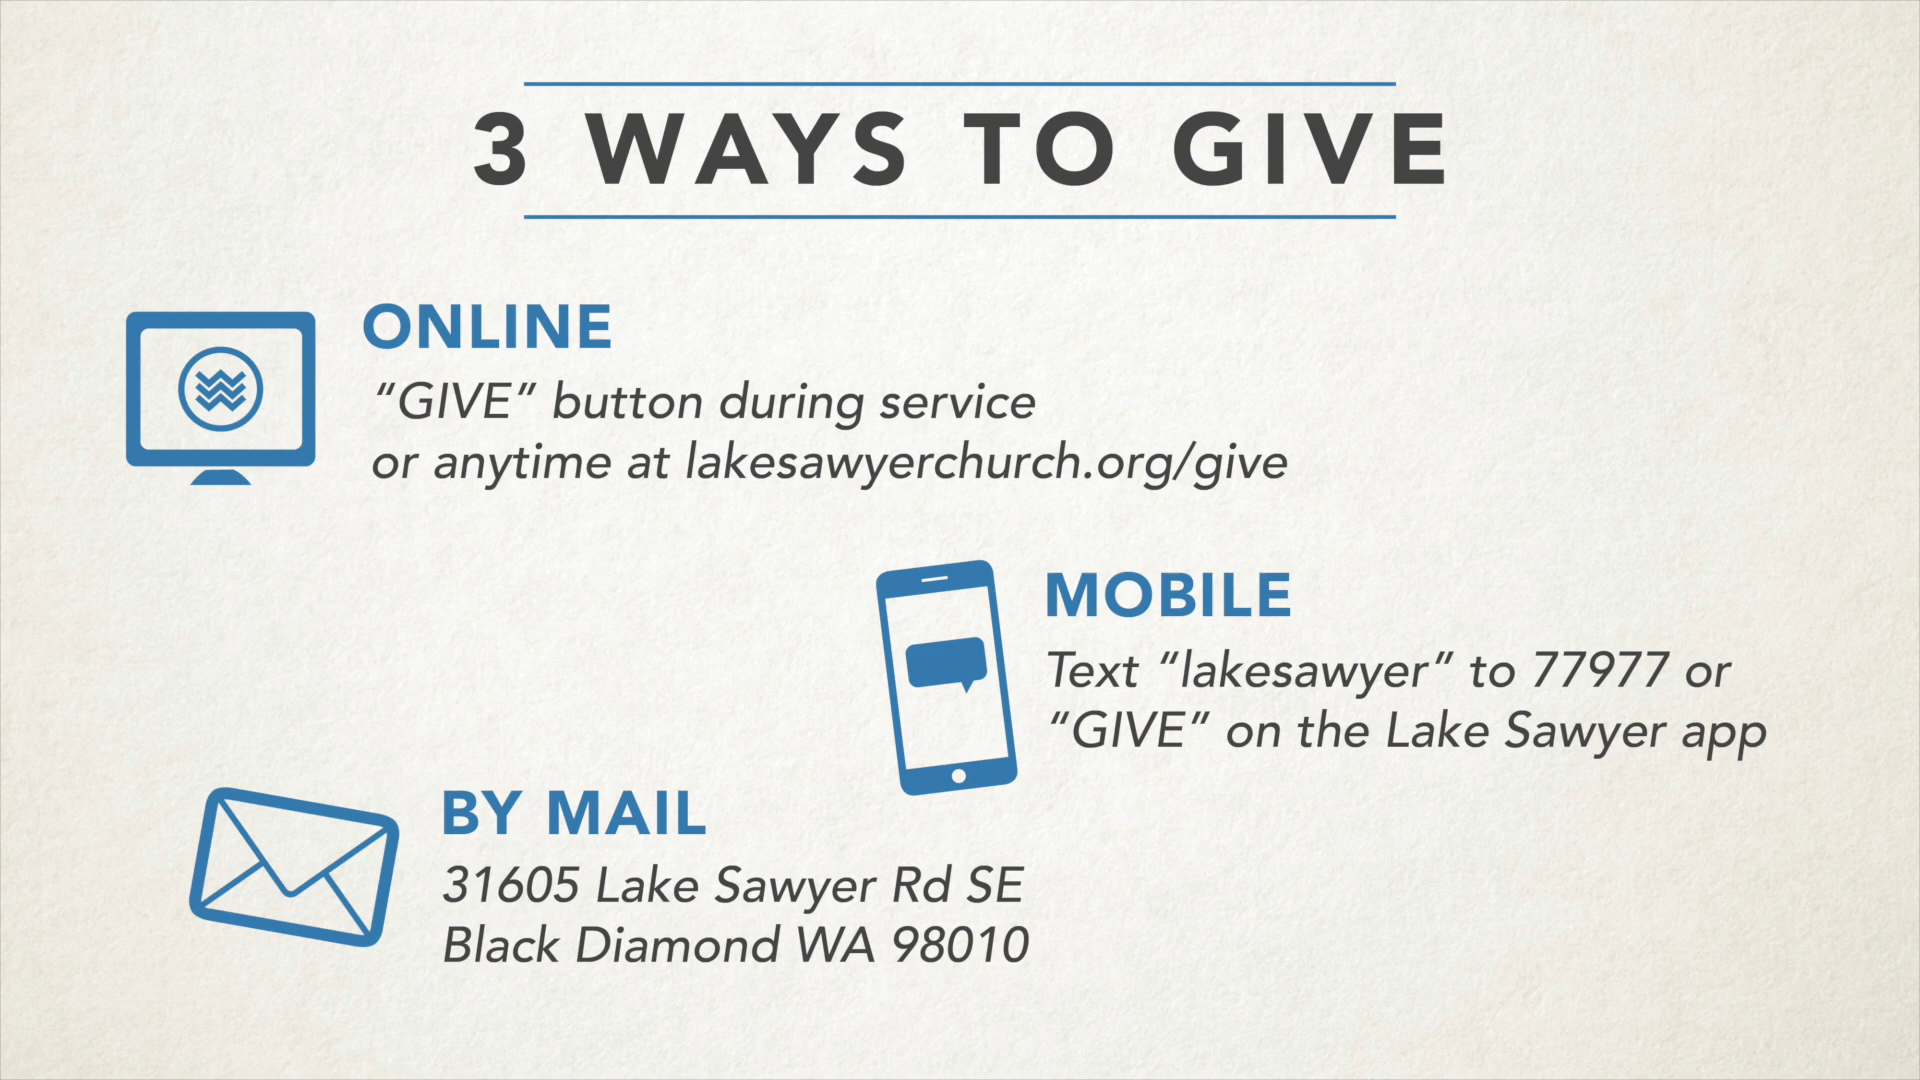 3 WAYS TO GIVE
ONLINE
“GIVE” button during service
or anytime at lakesawyerchurch.org/give
MOBILE
Text “lakesawyer” to 77977 or
“GIVE” on the Lake Sawyer app
BY MAIL
31605 Lake Sawyer Rd SE
Black Diamond WA 98010